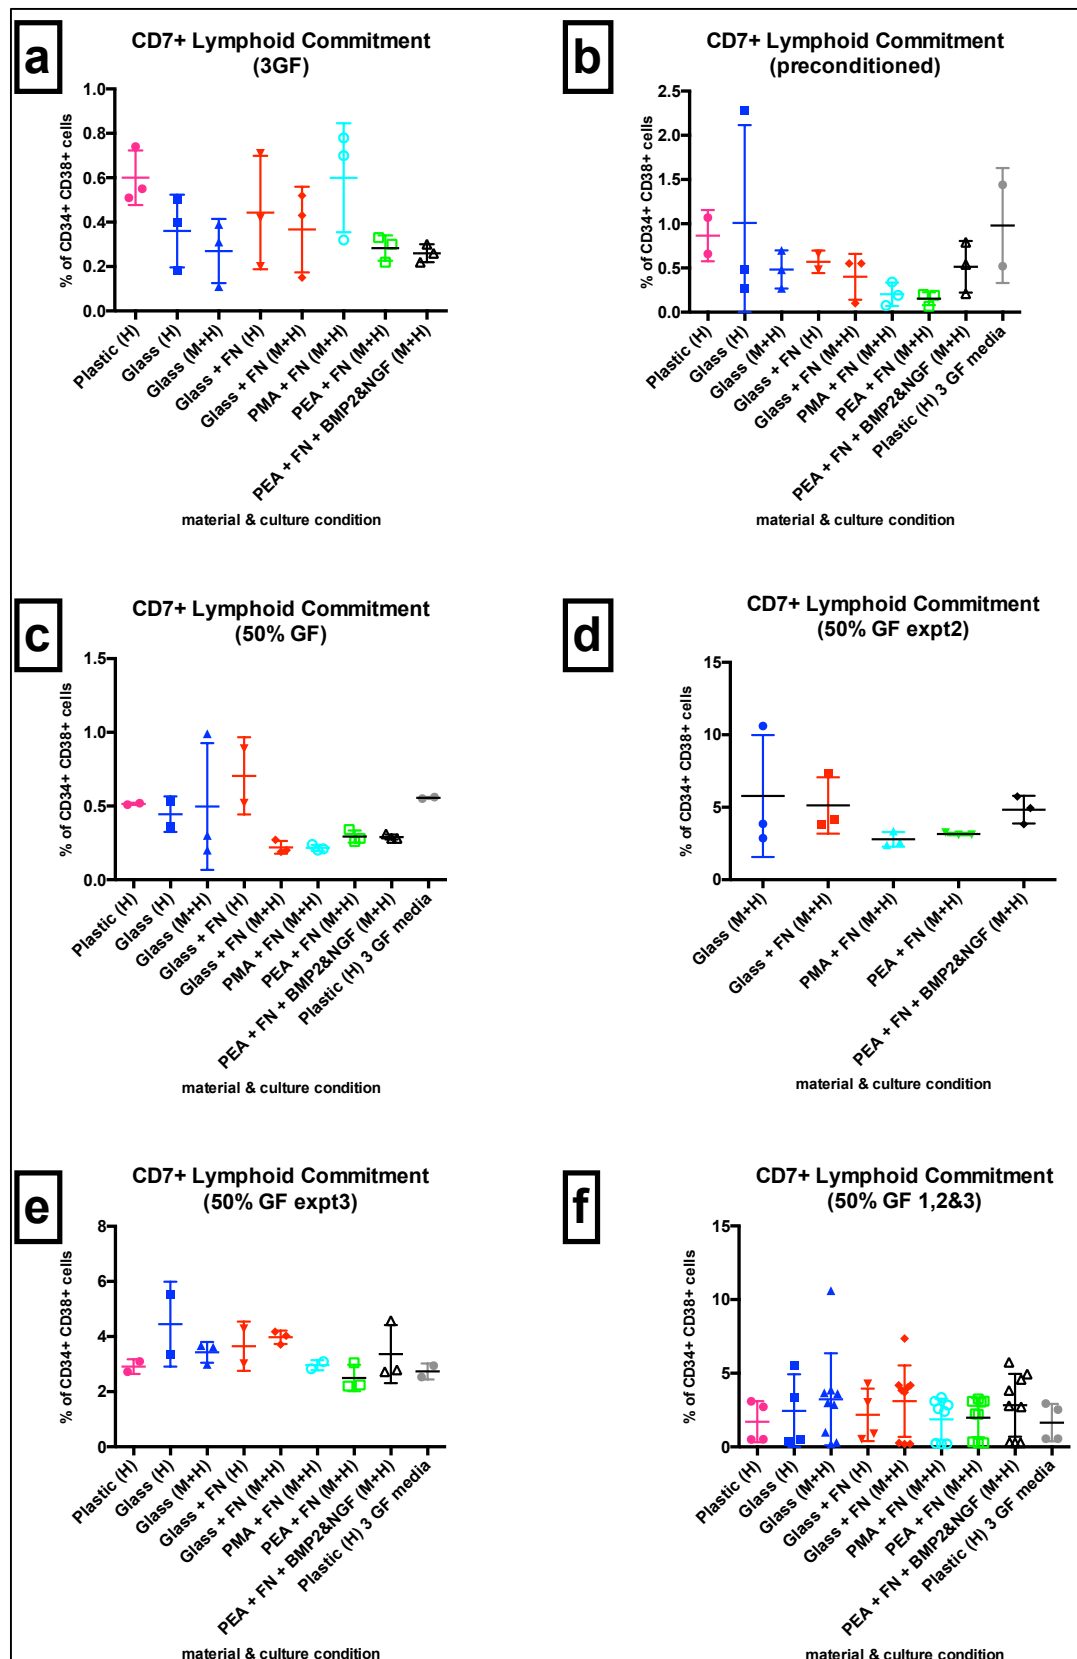 a
CD7+ Lymphoid Commitment
(3GF)
% of CD34+ CD38+ cells
1.0
0.8
0.6
0.4
0.2
0.0
Plastic (H)
Glass (H)
Glass (M+H)
Glass + FN (H)
Glass + FN (M+H)
PMA + FN (M+H)
PEA + FN (M+H)
PEA + FN + BMP2&NGF (M+H)
material & culture condition
b
CD7+ Lymphoid Commitment
(preconditioned)
% of CD34+ CD38+ cells
2.5
2.0
1.5
1.0
0.5
0.0
Plastic (H)
Glass (H)
Glass (M+H)
Glass + FN (H)
Glass + FN (M+H)
PMA + FN (M+H)
PEA + FN (M+H)
PEA + FN + BMP2&NGF (M+H)
Plastic (H) 3 GF media
material & culture condition
c
CD7+ Lymphoid Commitment
(50% GF)
% of CD34+ CD38+ cells
1.5
1.0
0.5
0.0
Plastic (H)
Glass (H)
Glass (M+H)
Glass + FN (H)
Glass + FN (M+H)
PMA + FN (M+H)
PEA + FN (M+H)
PEA + FN + BMP2&NGF (M+H)
Plastic (H) 3 GF media
material & culture condition
d
CD7+ Lymphoid Commitment
(50% GF expt2)
% of CD34+ CD38+ cells
15
10
5
0
Glass (M+H)
Glass + FN (M+H)
PMA + FN (M+H)
PEA + FN (M+H)
PEA + FN + BMP2&NGF (M+H)
material & culture condition
e
CD7+ Lymphoid Commitment
(50% GF expt3)
% of CD34+ CD38+ cells
8
6
4
2
0
Plastic (H)
Glass (H)
Glass (M+H)
Glass + FN (H)
Glass + FN (M+H)
PMA + FN (M+H)
PEA + FN (M+H)
PEA + FN + BMP2&NGF (M+H)
Plastic (H) 3 GF media
material & culture condition
f
CD7+ Lymphoid Commitment
(50% GF 1,2&3)
% of CD34+ CD38+ cells
15
10
5
0
Plastic (H)
Glass (H)
Glass (M+H)
Glass + FN (H)
Glass + FN (M+H)
PMA + FN (M+H)
PEA + FN (M+H)
PEA + FN + BMP2&NGF (M+H)
Plastic (H) 3 GF media
material & culture condition